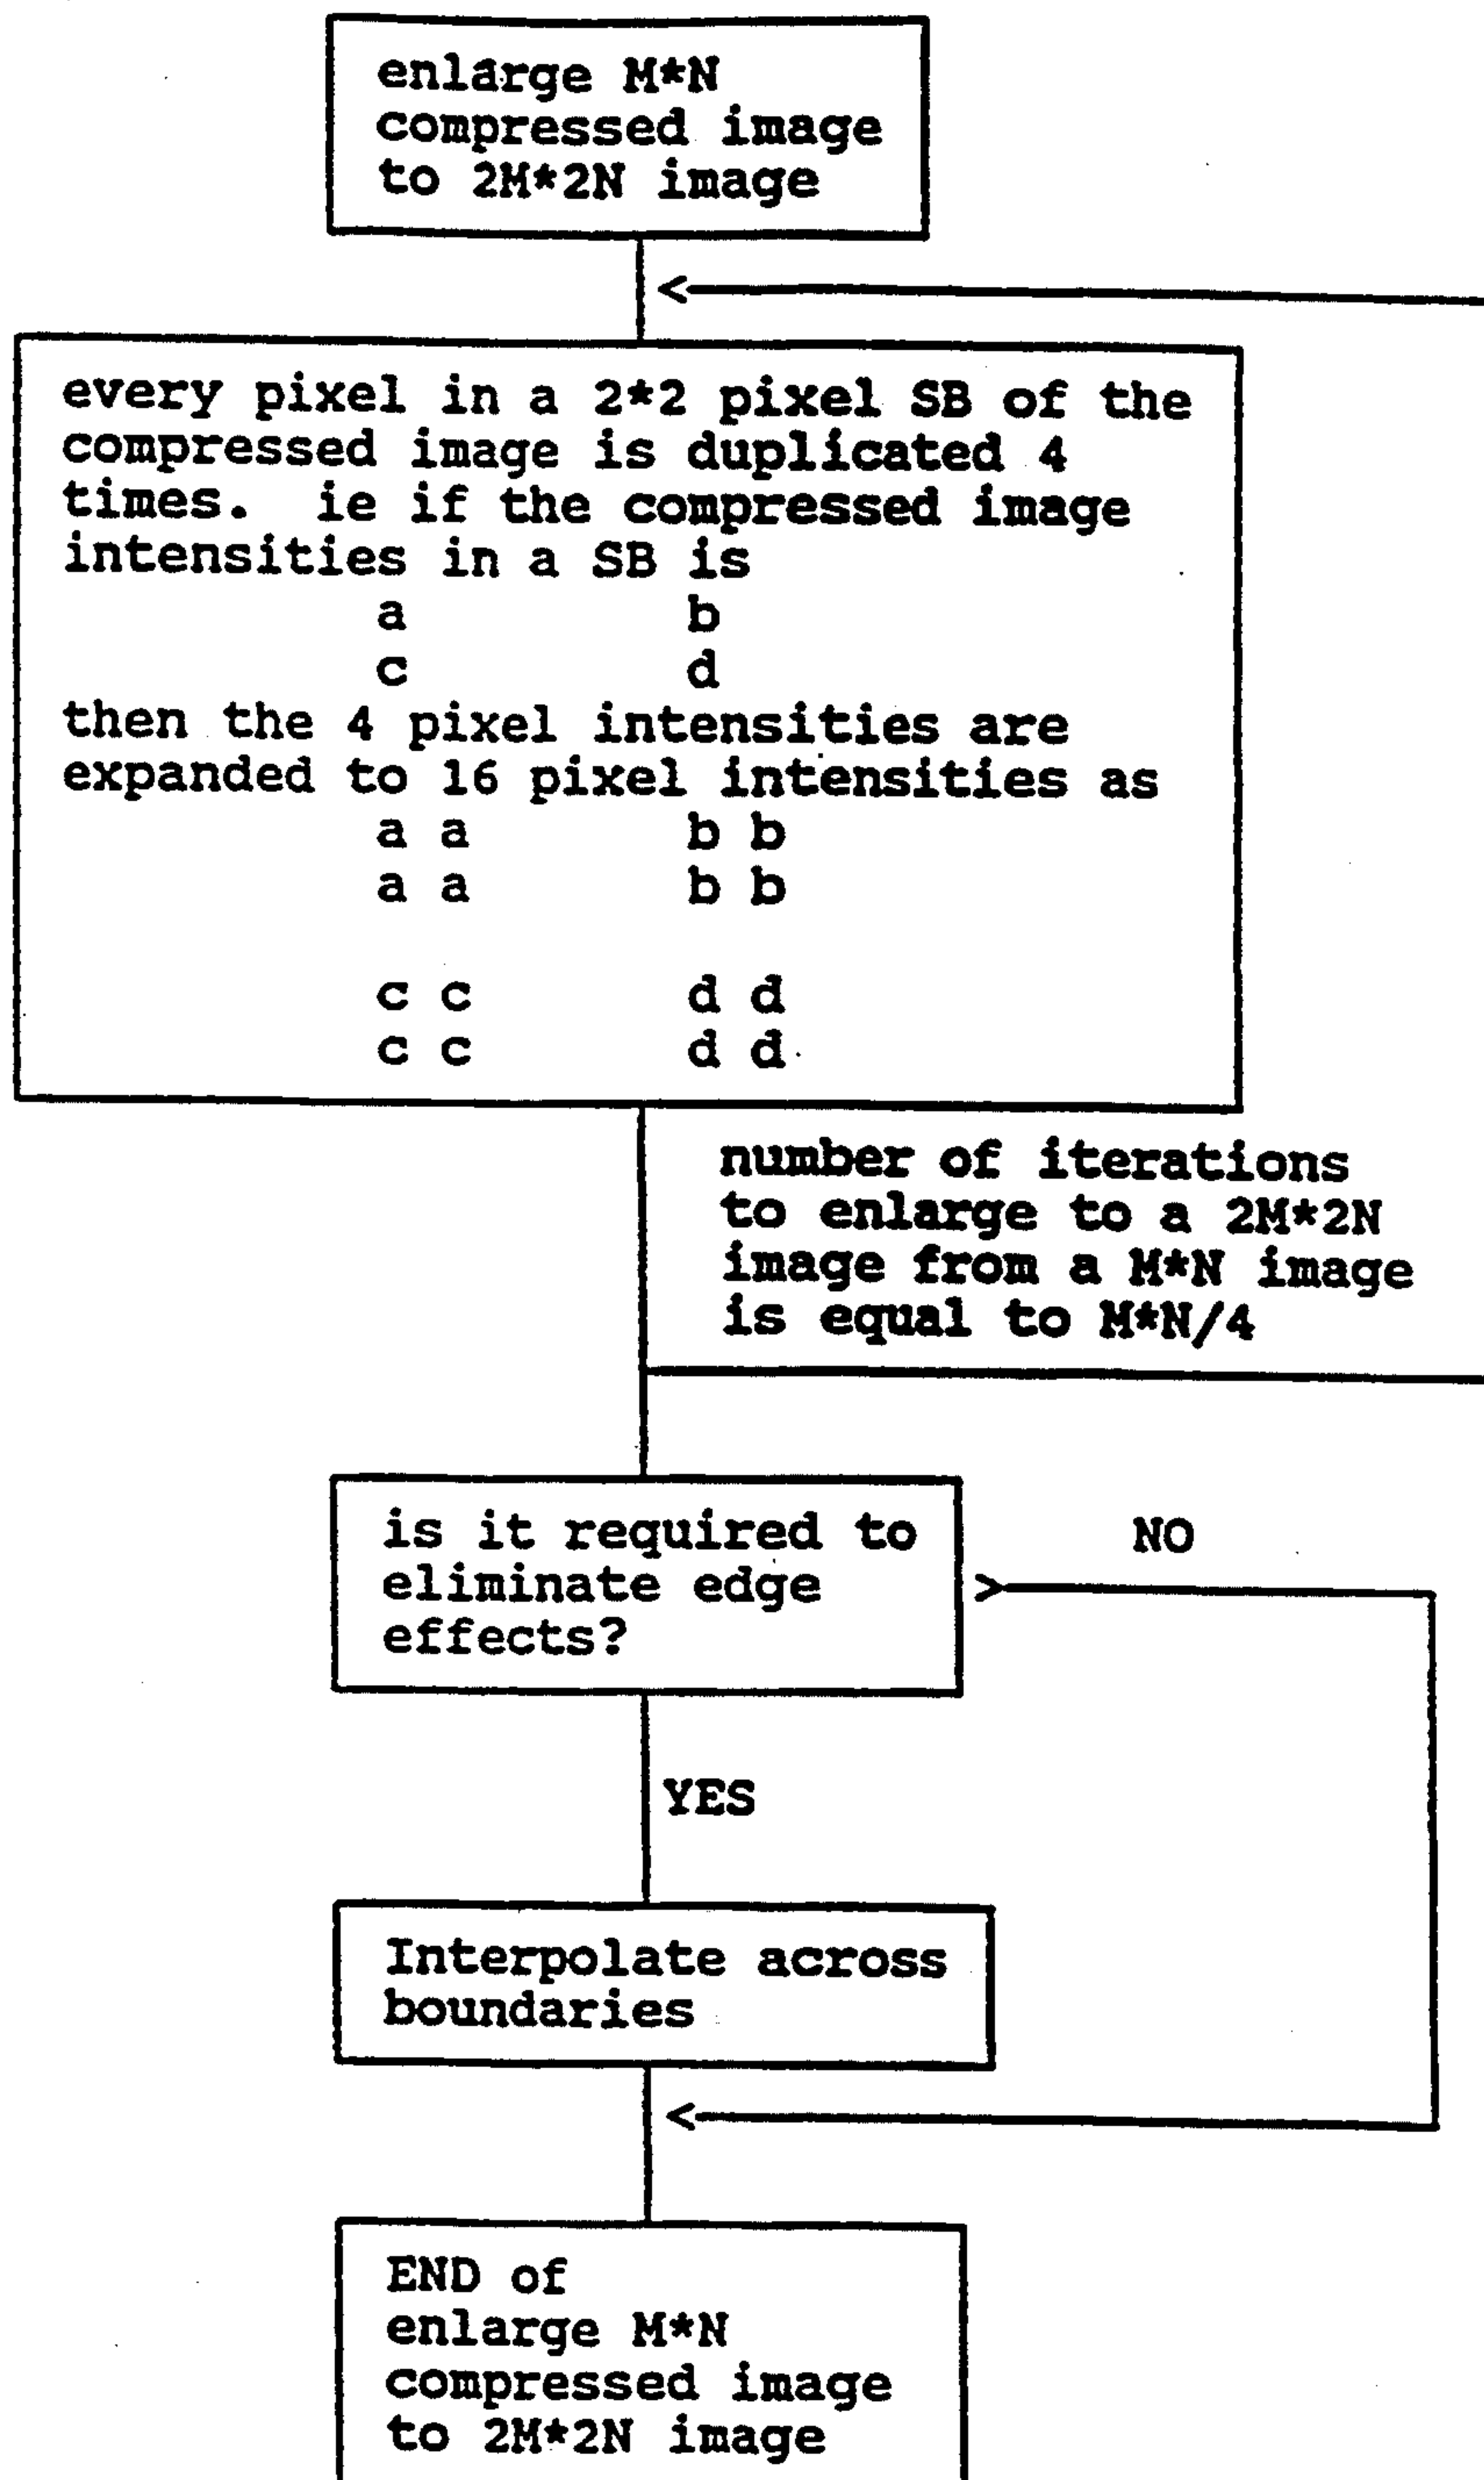 enlarge M*N
compressed image
to 2M*2N image
every pixel in a 2*2 pixel SB of the
compressed image is duplicated 4
times. ie if the compressed image
intensities in a SB is
a b
c d
then the 4 pixel intensities are
expanded to 16 pixel intensities as
a a b b
a a b b
c c d d
c c d d
number of iterations
to enlarge to a 2M*2N
image from a M*N image
is equal to M*N/4
is it required to
eliminate edge
effects?
NO
YES
Interpolate across
boundaries
END of
enlarge M*N
compressed image
to 2M*2N image